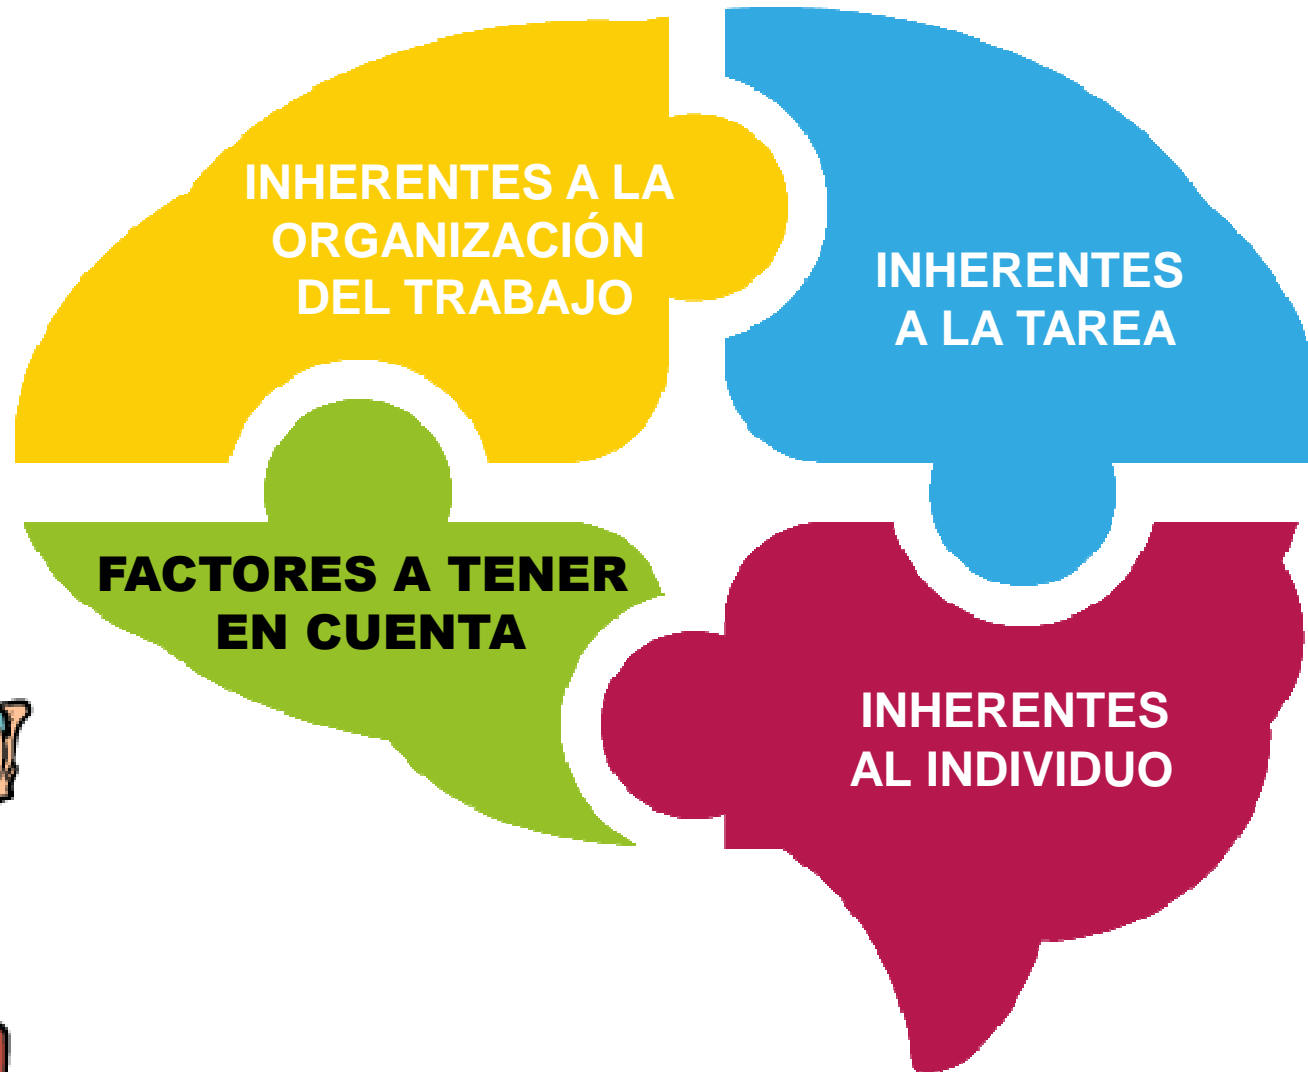 INHERENTES A LA
ORGANIZACIÓN
DEL TRABAJO
INHERENTES
A LA TAREA
FACTORES A TENER
EN CUENTA
INHERENTES
AL INDIVIDUO